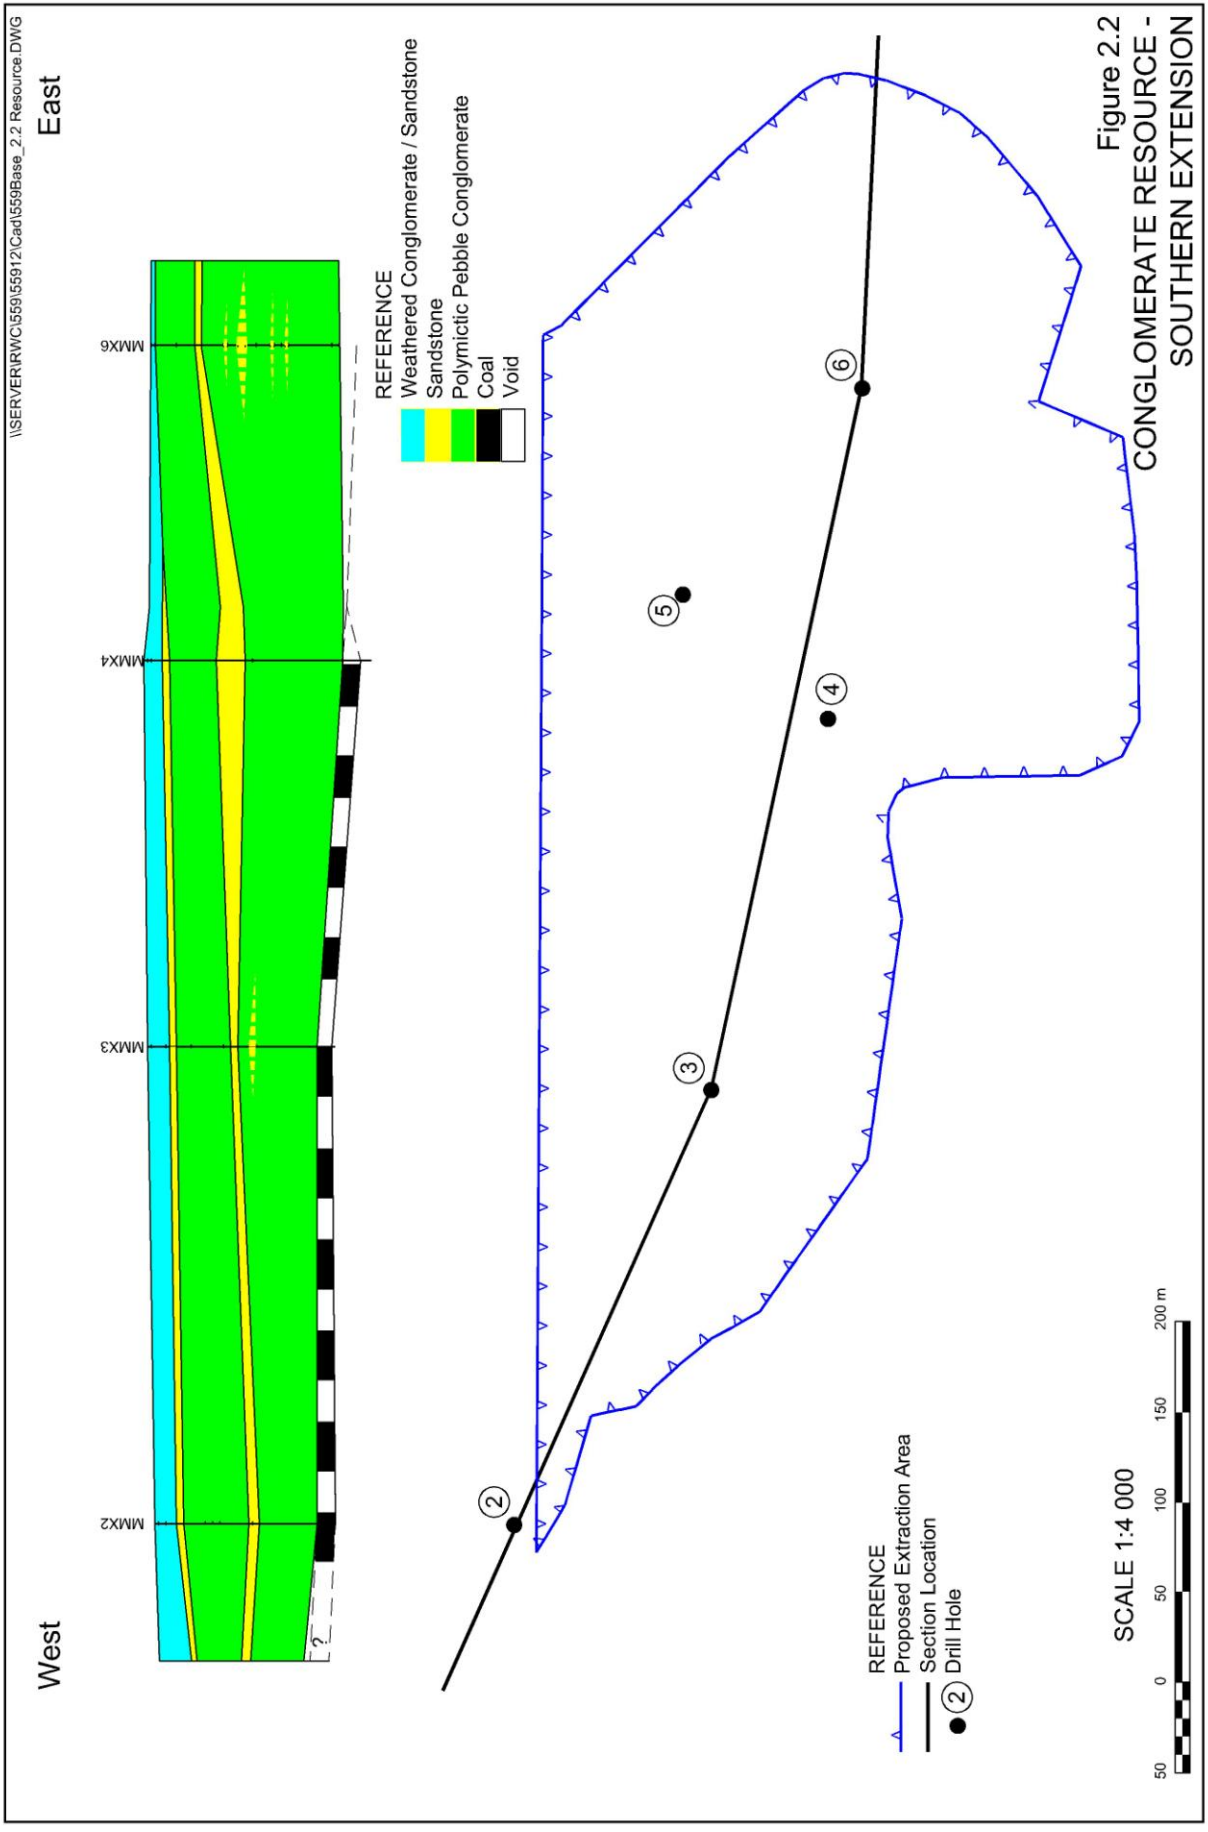 \\SERVER\RWC\559\55912\Cad\559Base_2.2 Resource.DWG
West
East
MMX2
MMX3
MMX4
MMX6
?
REFERENCE
Weathered Conglomerate / Sandstone
Sandstone
Polymictic Pebble Conglomerate
Coal
Void
2
3
5
4
6
REFERENCE
Proposed Extraction Area
Section Location
2 Drill Hole
SCALE 1:4 000
50 0 50 100 150 200 m
Figure 2.2
CONGLOMERATE RESOURCE -
SOUTHERN EXTENSION